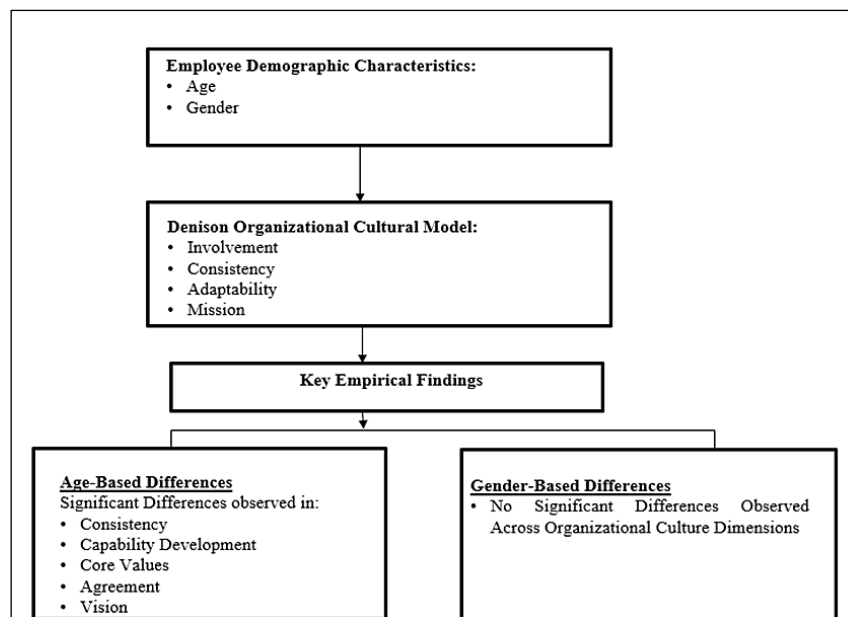 Employee Demographic Characteristics:
• Age
• Gender
Denison Organizational Cultural Model:
• Involvement
• Consistency
• Adaptability
• Mission
Key Empirical Findings
Age-Based Differences
Significant Differences observed in:
• Consistency
• Capability Development
• Core Values
• Agreement
• Vision
Gender-Based Differences
• No Significant Differences Observed
Across Organizational Culture Dimensions